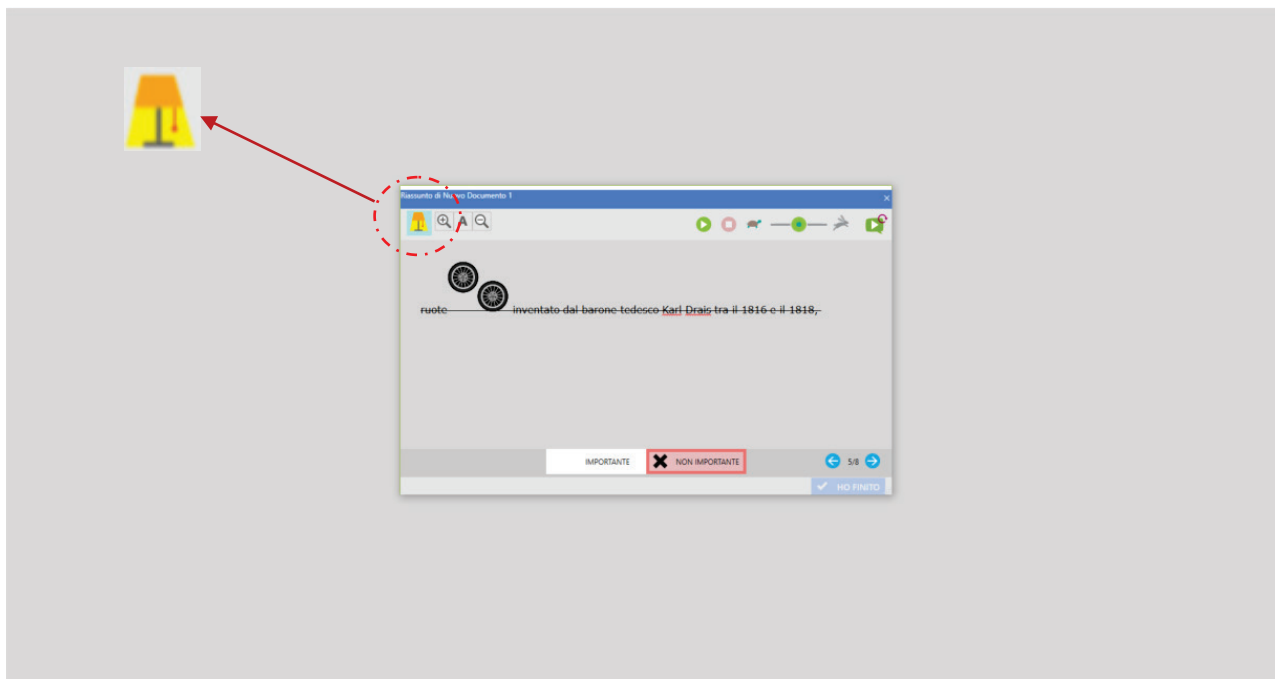 Riassunto di Nuovo Documento 1
A
ruote inventato dal barone tedesco Karl Drais tra il 1816 e il 1818,
IMPORTANTE NON IMPORTANTE 5/8
HO FINITO